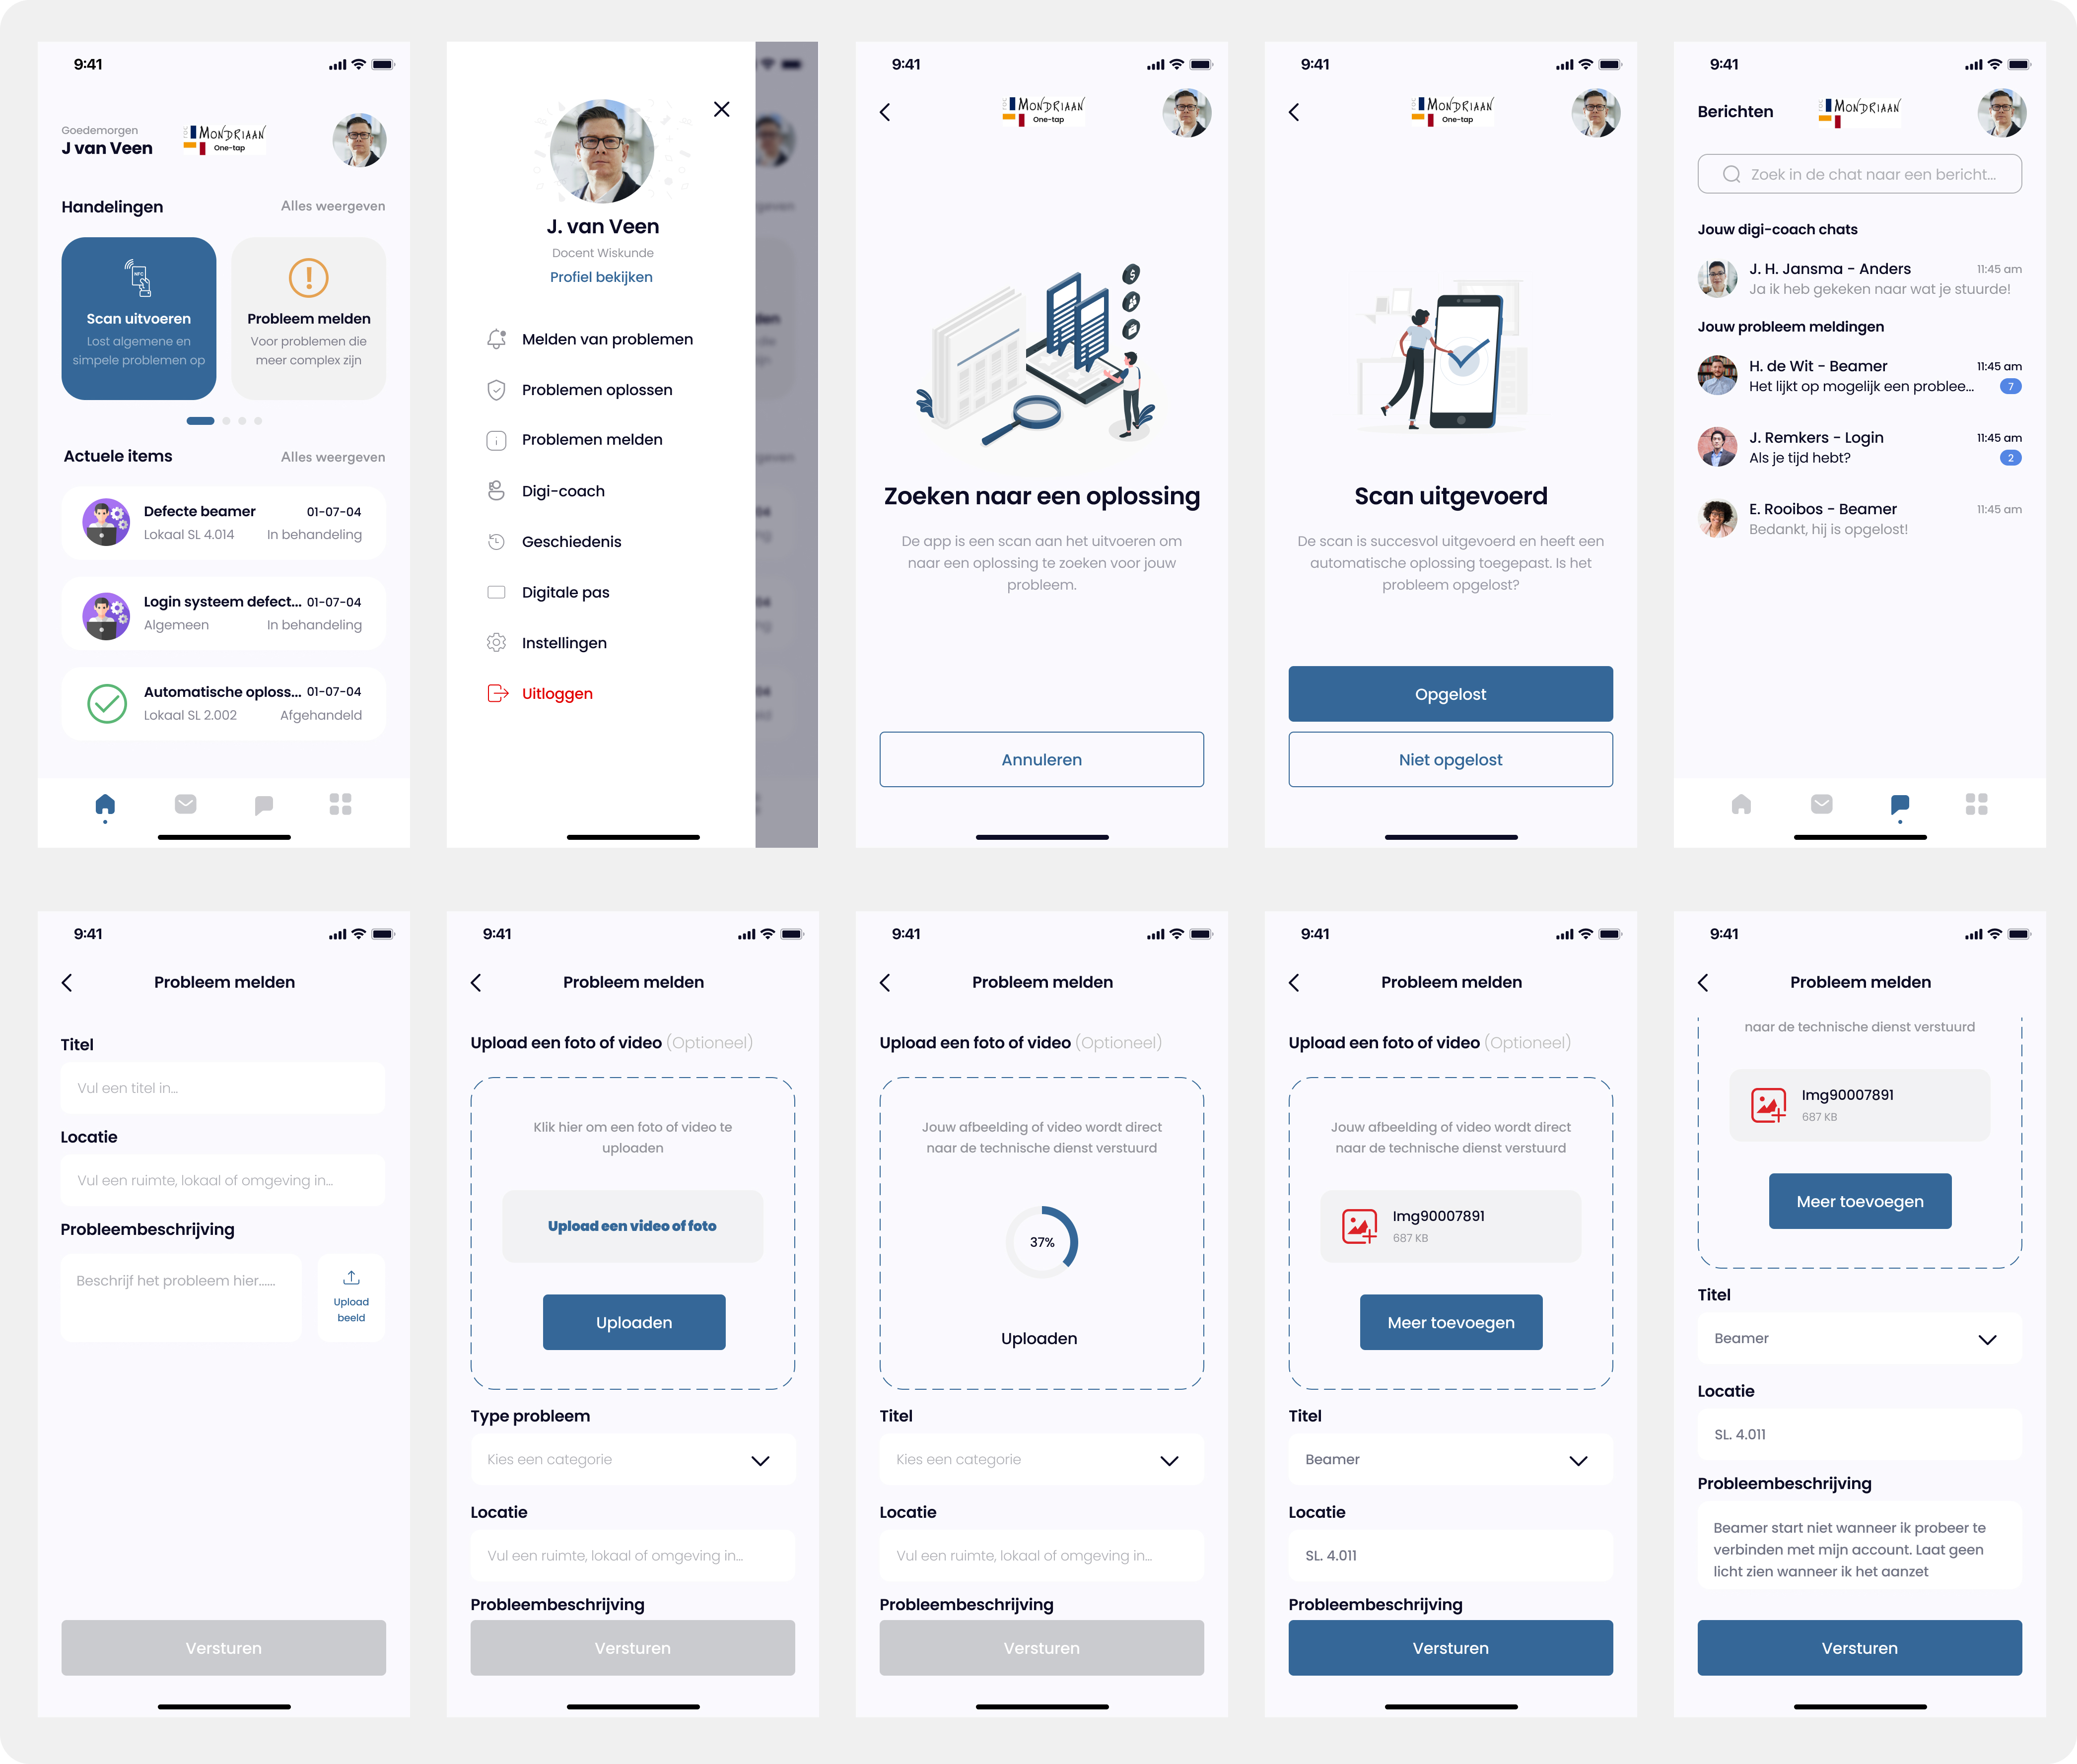 9:41
Goedemorgen
J van Veen
ROC MONDRIAAN
One-tap
Handelingen
Alles weergeven
NFC
Scan uitvoeren
Lost algemene en
simpele problemen op
Probleem melden
Voor problemen die
meer complex zijn
Actuele items
Alles weergeven
Defecte beamer
01-07-04
Lokaal SL 4.014
In behandeling
Login systeem defect...
01-07-04
Algemeen
In behandeling
Automatische oploss...
01-07-04
Lokaal SL 2.002
Afgehandeld
J. van Veen
Docent Wiskunde
Profiel bekijken
Melden van problemen
Problemen oplossen
Problemen melden
Digi-coach
Geschiedenis
Digitale pas
Instellingen
Uitloggen
9:41
ROC MONDRIAAN
One-tap
Zoeken naar een oplossing
De app is een scan aan het uitvoeren om
naar een oplossing te zoeken voor jouw
probleem.
Annuleren
9:41
ROC MONDRIAAN
One-tap
Scan uitgevoerd
De scan is succesvol uitgevoerd en heeft een
automatische oplossing toegepast. Is het
probleem opgelost?
Opgelost
Niet opgelost
9:41
Berichten
ROC MONDRIAAN
Zoek in de chat naar een bericht...
Jouw digi-coach chats
J. H. Jansma - Anders
11:45 am
Ja ik heb gekeken naar wat je stuurde!
Jouw probleem meldingen
H. de Wit - Beamer
11:45 am
Het lijkt op mogelijk een problee...
7
J. Remkers - Login
11:45 am
Als je tijd hebt?
2
E. Rooibos - Beamer
11:45 am
Bedankt, hij is opgelost!
9:41
Probleem melden
Titel
Vul een titel in...
Locatie
Vul een ruimte, lokaal of omgeving in...
Probleembeschrijving
Beschrijf het probleem hier......
Upload
beeld
Versturen
9:41
Probleem melden
Upload een foto of video (Optioneel)
Klik hier om een foto of video te
uploaden
Upload een video of foto
Uploaden
Type probleem
Kies een categorie
Locatie
Vul een ruimte, lokaal of omgeving in...
Probleembeschrijving
Versturen
9:41
Probleem melden
Upload een foto of video (Optioneel)
Jouw afbeelding of video wordt direct
naar de technische dienst verstuurd
37%
Uploaden
Titel
Kies een categorie
Locatie
Vul een ruimte, lokaal of omgeving in...
Probleembeschrijving
Versturen
9:41
Probleem melden
Upload een foto of video (Optioneel)
Jouw afbeelding of video wordt direct
naar de technische dienst verstuurd
Img90007891
687 KB
Meer toevoegen
Titel
Beamer
Locatie
SL. 4.011
Probleembeschrijving
Versturen
9:41
Probleem melden
naar de technische dienst verstuurd
Img90007891
687 KB
Meer toevoegen
Titel
Beamer
Locatie
SL. 4.011
Probleembeschrijving
Beamer start niet wanneer ik probeer te
verbinden met mijn account. Laat geen
licht zien wanneer ik het aanzet
Versturen